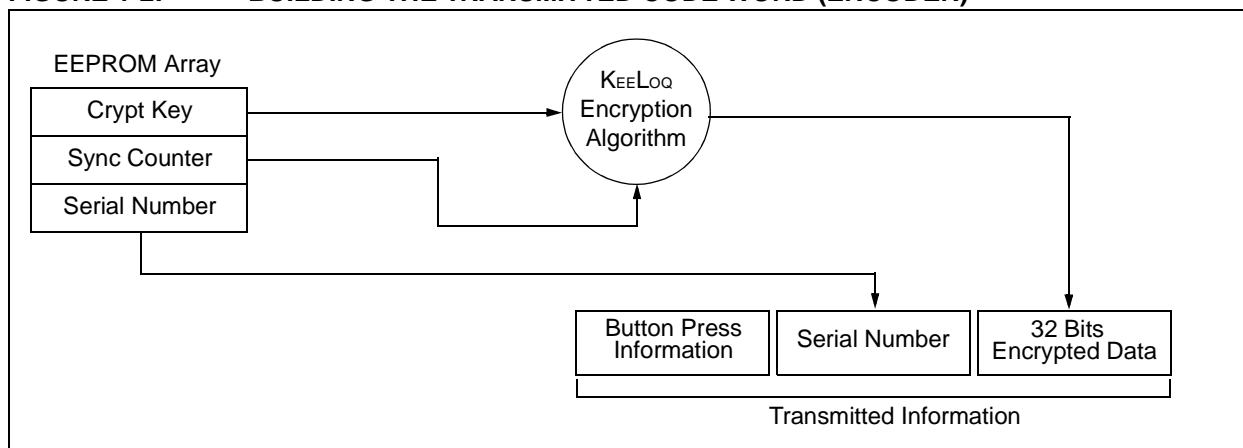 FIGURE 1-2: BUILDING THE TRANSMITTED CODE WORD (ENCODER)
EEPROM Array
Crypt Key
Sync Counter
Serial Number
KEELOQ
Encryption
Algorithm
Button Press
Information
Serial Number
32 Bits
Encrypted Data
Transmitted Information